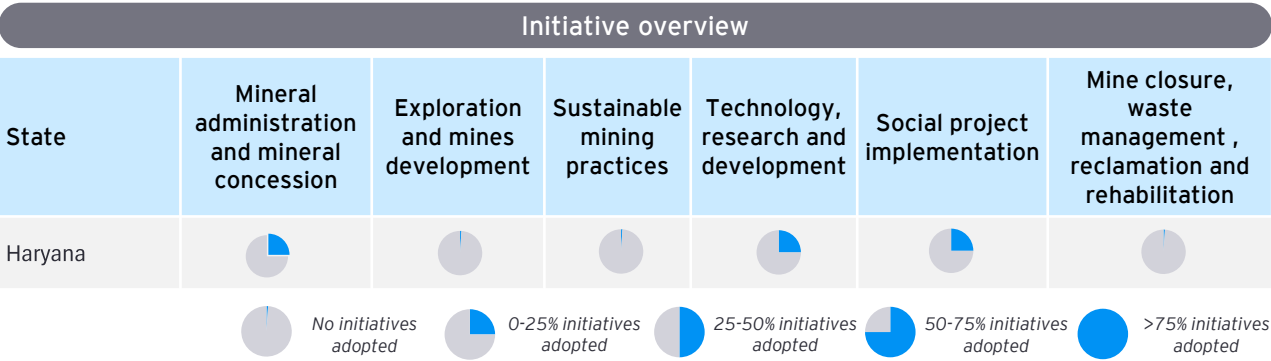 Initiative overview
State
Mineral
administration
and mineral
concession
Exploration
and mines
development
Sustainable
mining
practices
Technology,
research and
development
Social project
implementation
Mine closure,
waste
management ,
reclamation and
rehabilitation
Haryana
No initiatives
adopted
0-25% initiatives
adopted
25-50% initiatives
adopted
50-75% initiatives
adopted
>75% initiatives
adopted